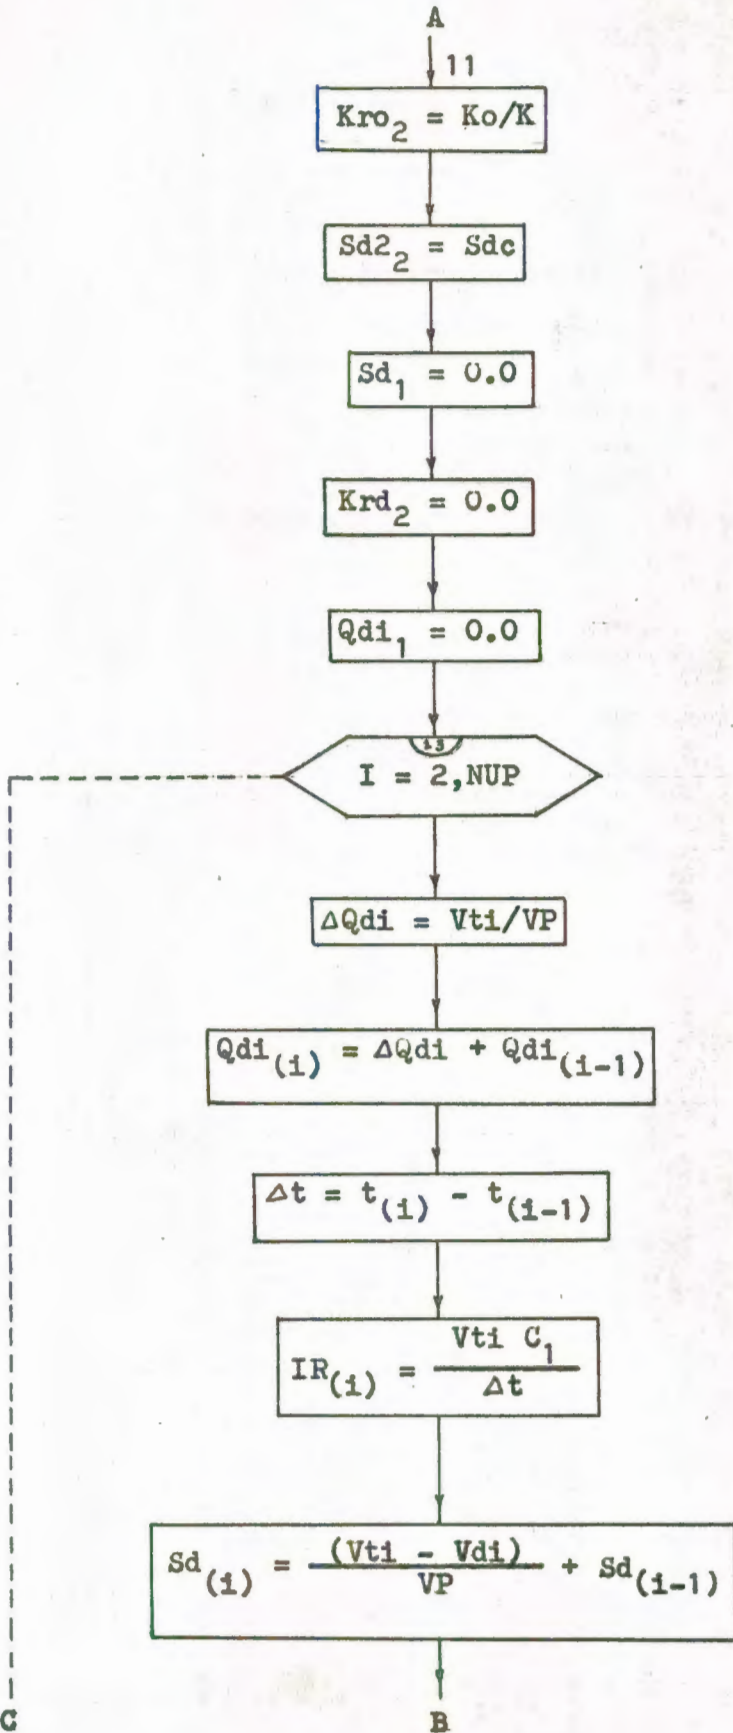 A
11
Kro₂ = Ko/K
Sd2₂ = Sdc
Sd₁ = 0.0
Krd₂ = 0.0
Qdi₁ = 0.0
13
I = 2,NUP
ΔQdi = Vti/VP
Qdi(i) = ΔQdi + Qdi(i-1)
Δt = t(i) - t(i-1)
IR(i) = Vti C₁ / Δt
Sd(i) = (Vti - Vdi) / VP + Sd(i-1)
C B